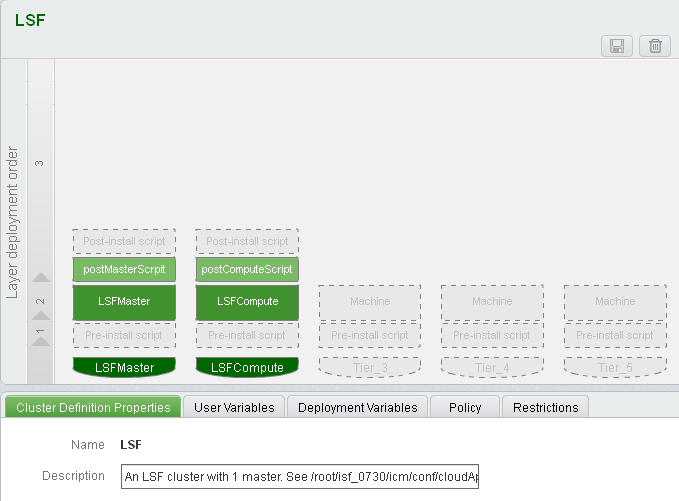 LSF
Layer deployment order
3
2
1
Post-install script
Post-install script
postMasterScrpit
postComputeScript
LSFMaster
LSFCompute
Machine
Machine
Machine
Pre-install script
Pre-install script
Pre-install script
Pre-install script
Pre-install script
LSFMaster
LSFCompute
Tier_3
Tier_4
Tier_5
Cluster Definition Properties
User Variables
Deployment Variables
Policy
Restrictions
Name LSF
Description An LSF cluster with 1 master. See /root/isf_0730/icm/conf/cloudAp